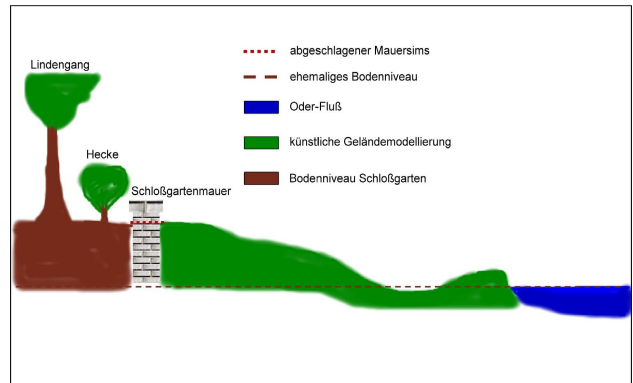 Lindengang
Hecke
Schloßgartenmauer
abgeschlagener Mauersims
ehemaliges Bodenniveau
Oder-Fluß
künstliche Geländemodellierung
Bodenniveau Schloßgarten